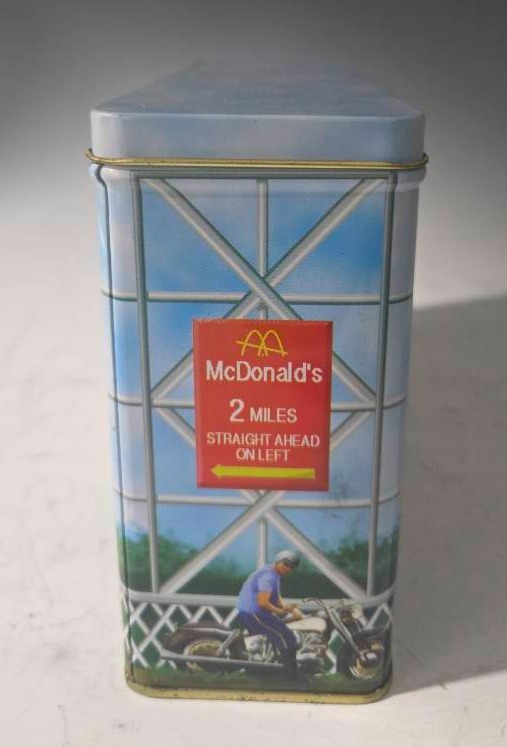 McDonald's
2 MILES
STRAIGHT AHEAD
ON LEFT